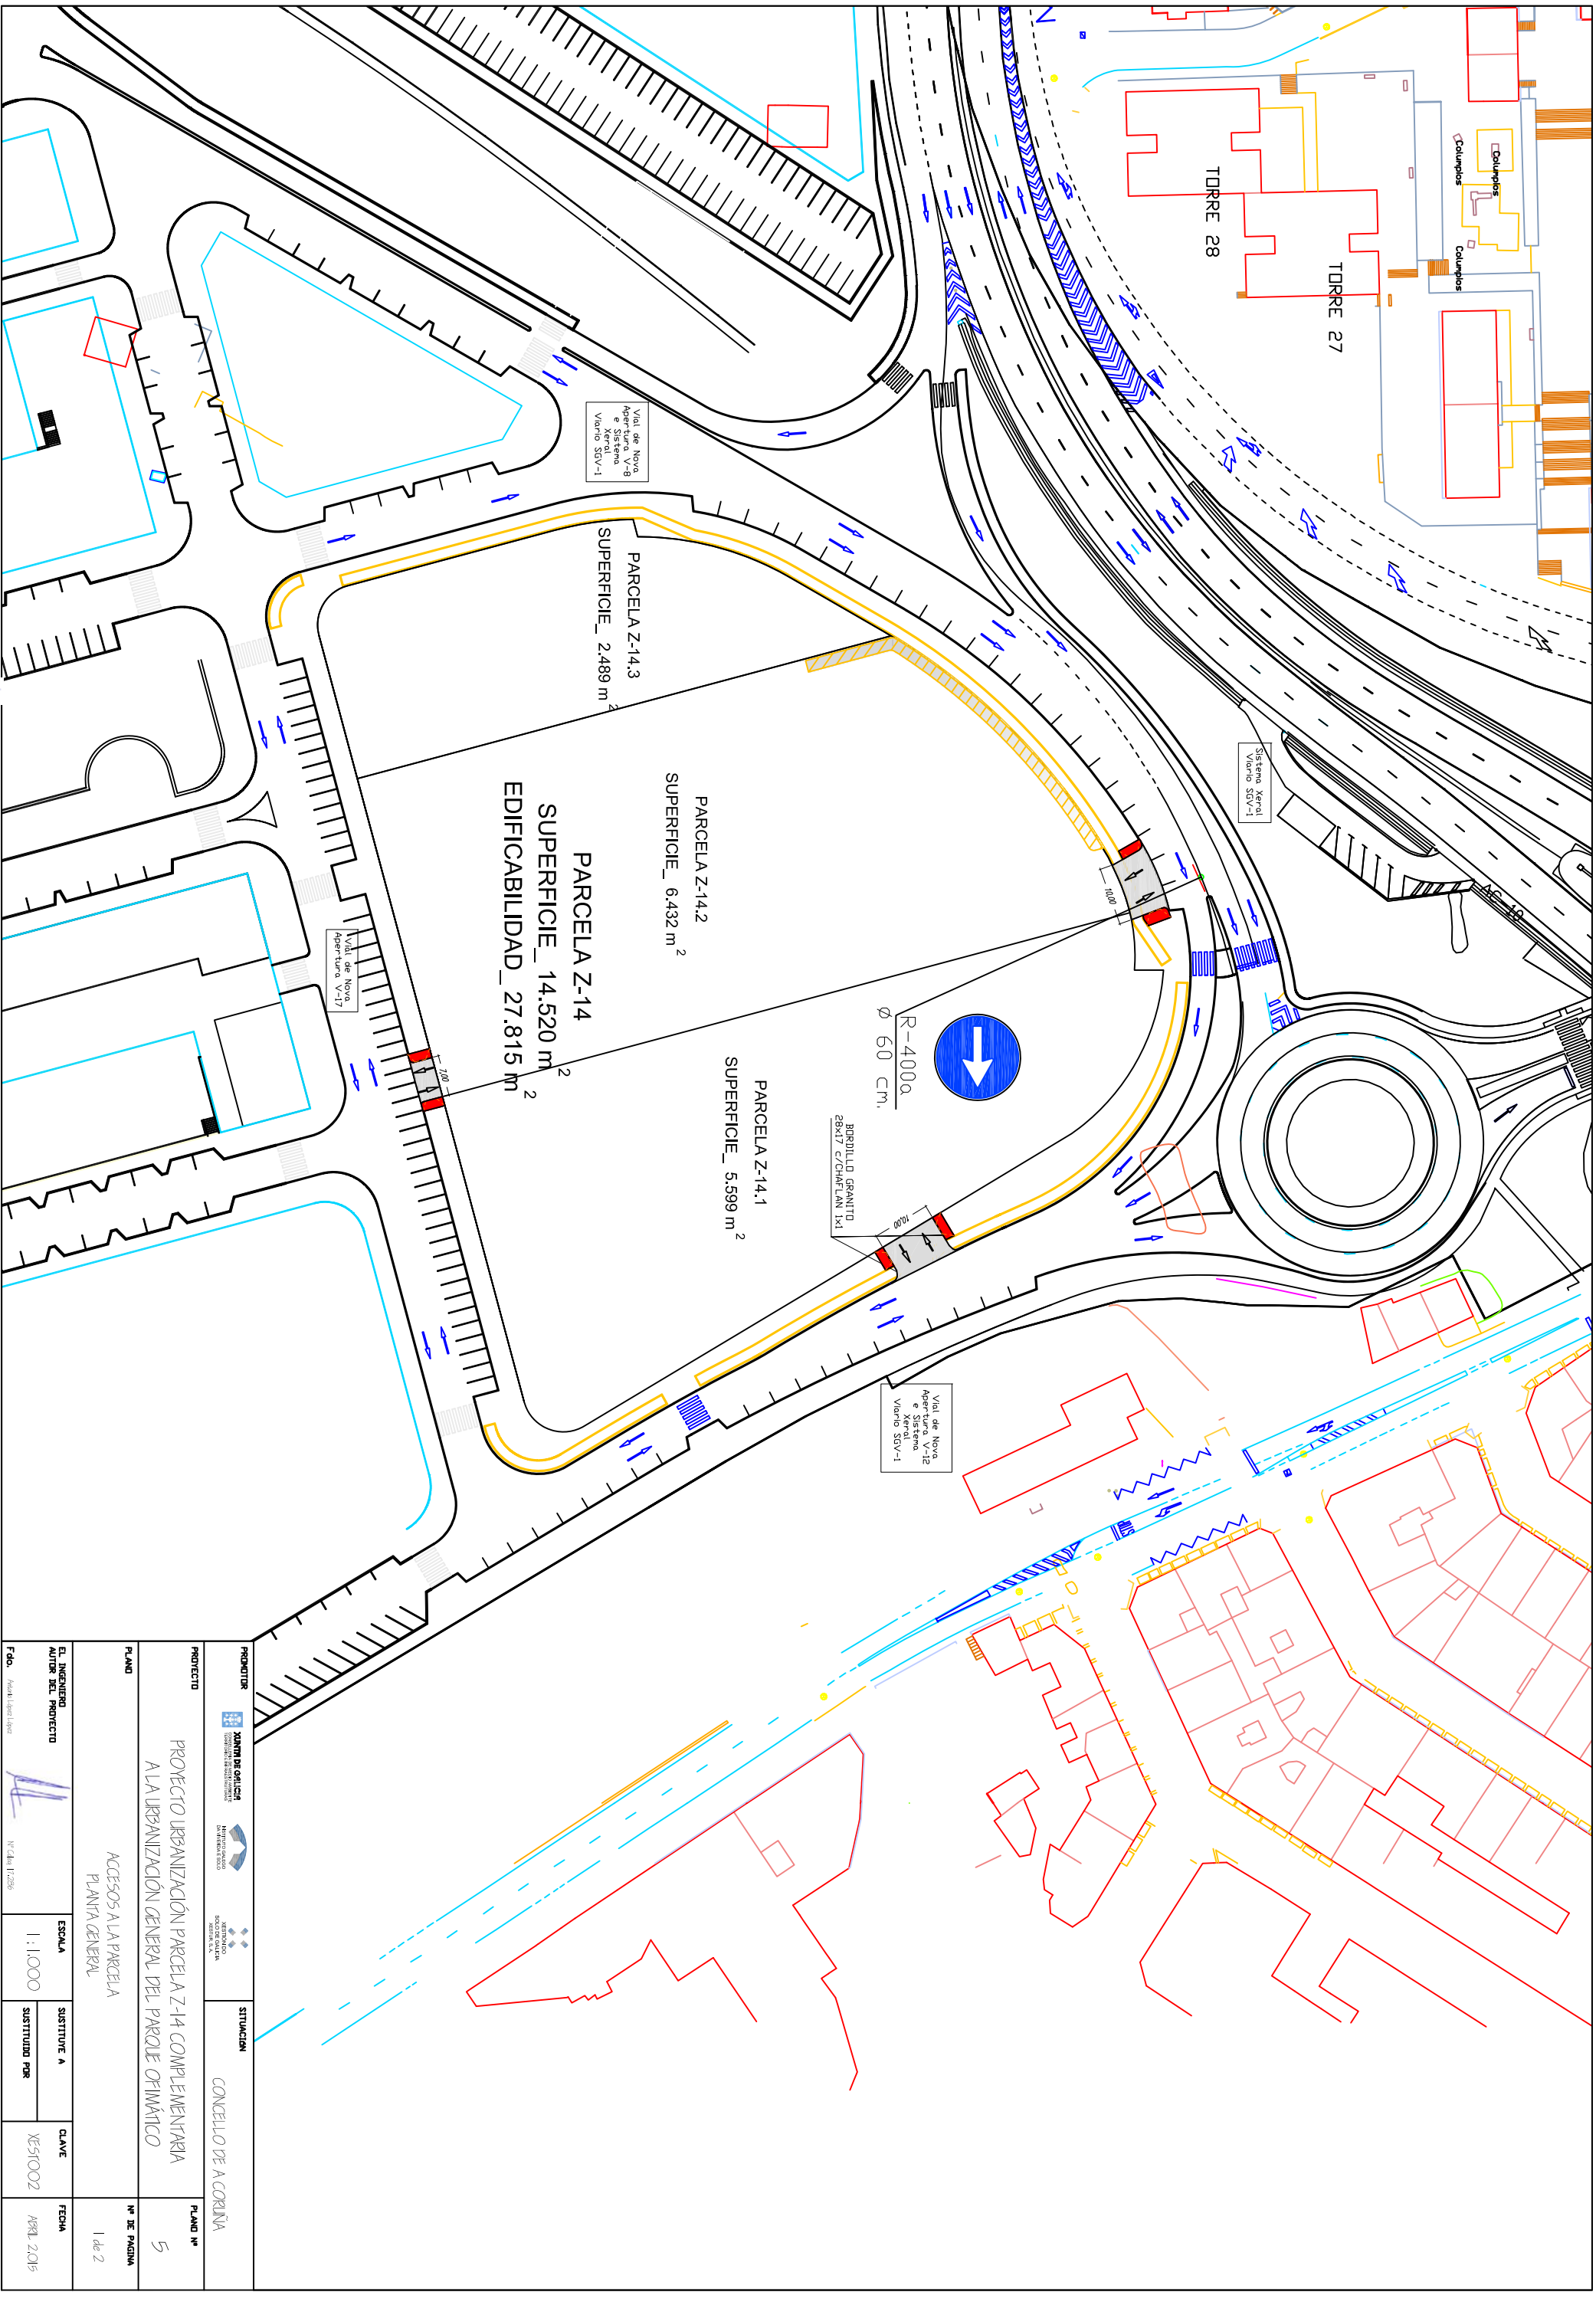 TORRE 28
TORRE 27
Columpios
Columpios
Columpios
Vial de Nova
Apertura V-8
e Sistema
Xeral
Viario SGV-1
Sistema Xeral
Viario SGV-1
AC-10
PARCELA Z-14.3
SUPERFICIE_ 2.489 m 2
PARCELA Z-14.2
SUPERFICIE_ 6.432 m 2
PARCELA Z-14
SUPERFICIE_ 14.520 m 2
EDIFICABILIDAD_ 27.815 m 2
PARCELA Z-14.1
SUPERFICIE_ 5.599 m 2
R-400a
Ø 60 cm.
10,00
7,00
10,00
BORDILLO GRANITO
28x17 c/CHAFLAN 1x1
Vial de Nova
Apertura V-17
Vial de Nova
Apertura V-12
e Sistema
Xeral
Viario SGV-1
STOP
PROMOTOR
XUNTA DE GALICIA
SITUACIÓN
CONCELLO DE A CORUÑA
PROYECTO
PROYECTO URBANIZACIÓN PARCELA Z-14 COMPLEMENTARIA
A LA URBANIZACIÓN GENERAL DEL PARQUE OFIMÁTICO
PLANO Nº
5
PLANO
ACCESOS A LA PARCELA
PLANTA GENERAL
Nº DE PAGINA
1 de 2
EL INGENIERO
AUTOR DEL PROYECTO
Fdo.
ESCALA
1 : 1.000
SUSTITUYE A
SUSTITUIDO POR
CLAVE
XEST002
FECHA
ABRIL 2.015